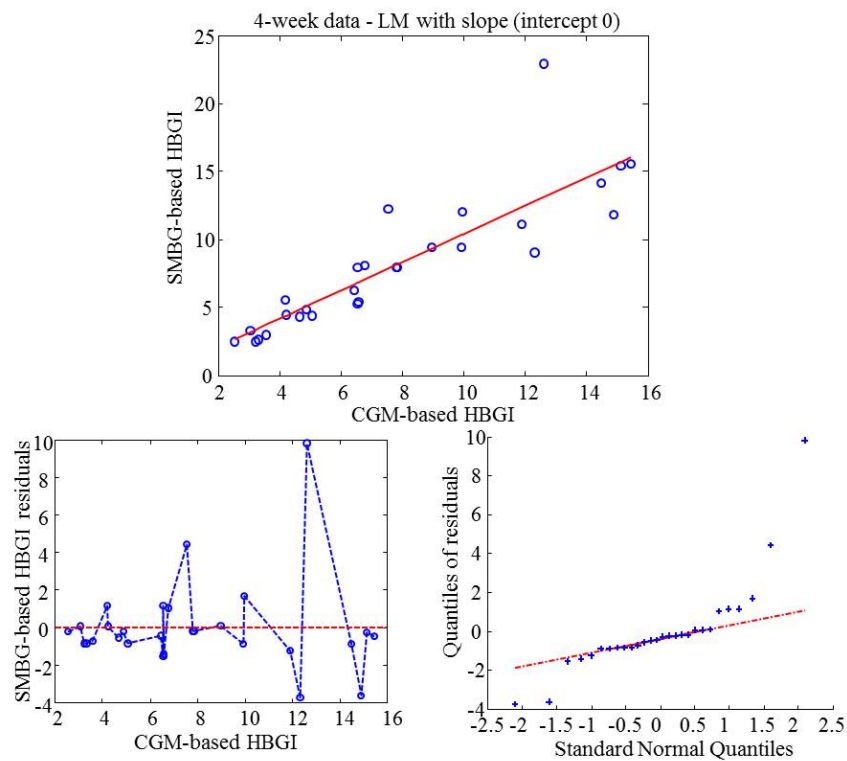 4-week data - LM with slope (intercept 0)
SMBG-based HBGI
25
20
15
10
5
0
2 4 6 8 10 12 14 16
CGM-based HBGI
SMBG-based HBGI residuals
10
8
6
4
2
0
-2
-4
2 4 6 8 10 12 14 16
CGM-based HBGI
Quantiles of residuals
10
8
6
4
2
0
-2
-4
-2.5 -2 -1.5 -1 -0.5 0 0.5 1 1.5 2 2.5
Standard Normal Quantiles